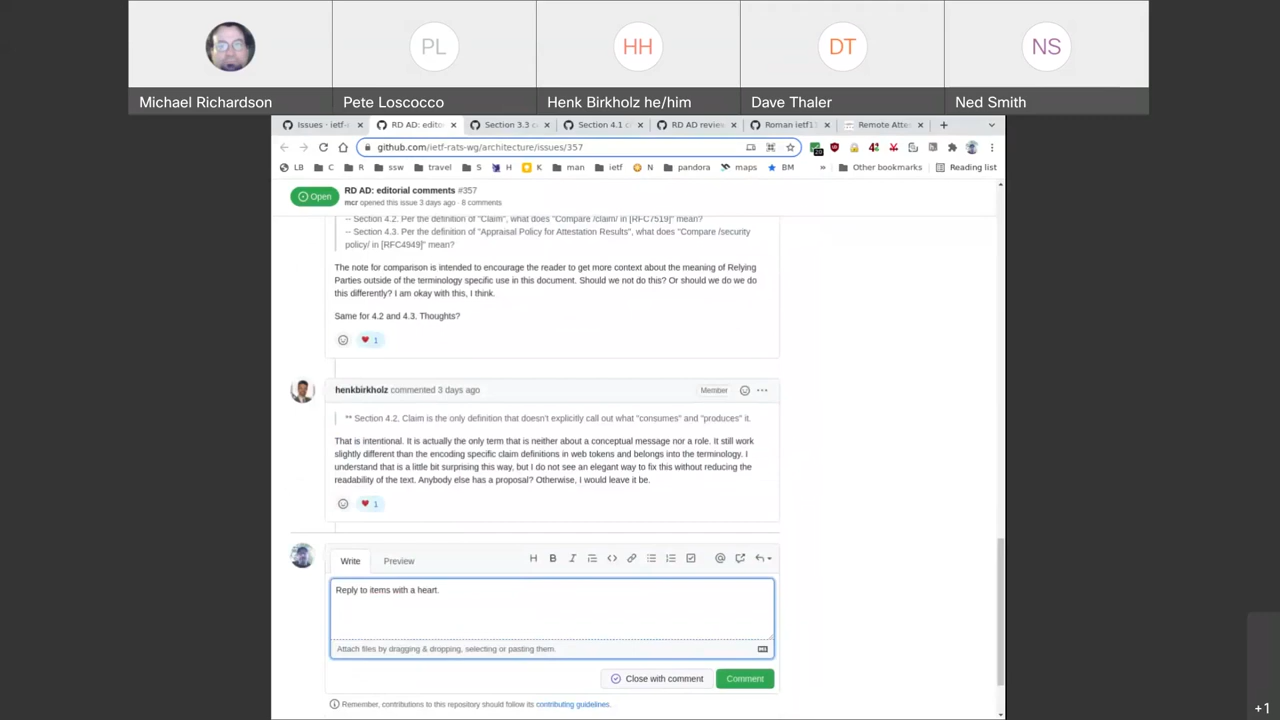 PL
HH
DT
NS
Michael Richardson
Pete Loscocco
Henk Birkholz he/him
Dave Thaler
Ned Smith
Issues · ietf-
RD AD: edito
Section 3.3 c
Section 4.1 c
RD AD review
Roman ietf11
Remote Attes
github.com/ietf-rats-wg/architecture/issues/357
LB
C
R
ssw
travel
S
H
K
man
ietf
N
pandora
maps
BM
»
Other bookmarks
Reading list
Open
RD AD: editorial comments #357
mcr opened this issue 3 days ago · 8 comments
-- Section 4.2. Per the definition of "Claim", what does "Compare /claim/ in [RFC7519]" mean?
-- Section 4.3. Per the definition of "Appraisal Policy for Attestation Results", what does "Compare /security
policy/ in [RFC4949]" mean?
The note for comparison is intended to encourage the reader to get more context about the meaning of Relying
Parties outside of the terminology specific use in this document. Should we not do this? Or should we do we do
this differently? I am okay with this, I think.
Same for 4.2 and 4.3. Thoughts?
1
henkbirkholz commented 3 days ago
Member
** Section 4.2. Claim is the only definition that doesn't explicitly call out what "consumes" and "produces" it.
That is intentional. It is actually the only term that is neither about a conceptual message nor a role. It still work
slightly different than the encoding specific claim definitions in web tokens and belongs into the terminology. I
understand that is a little bit surprising this way, but I do not see an elegant way to fix this without reducing the
readability of the text. Anybody else has a proposal? Otherwise, I would leave it be.
1
Write
Preview
Reply to items with a heart.
Attach files by dragging & dropping, selecting or pasting them.
Close with comment
Comment
Remember, contributions to this repository should follow its contributing guidelines.
+1